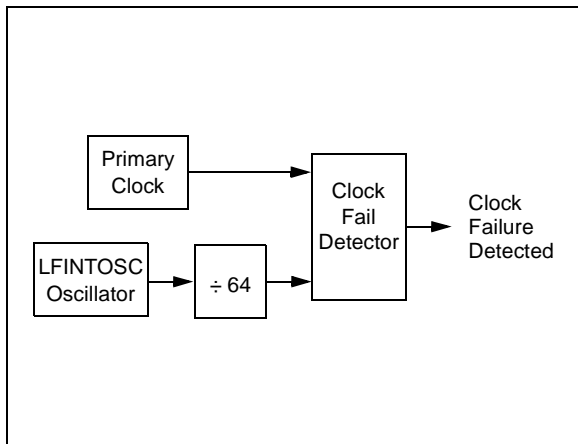 Primary
Clock
LFINTOSC
Oscillator
÷ 64
Clock
Fail
Detector
Clock
Failure
Detected